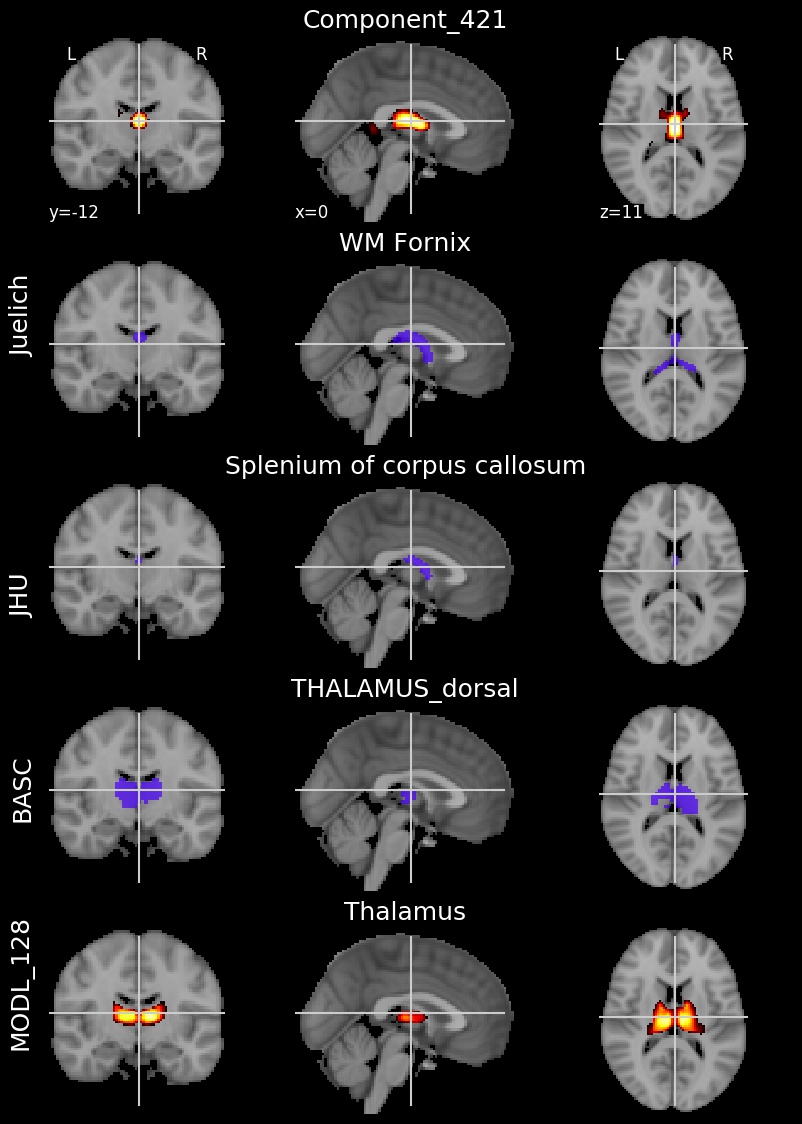 Component_421
L R L R
y=-12 x=0 z=11
WM Fornix
Juelich
Splenium of corpus callosum
JHU
THALAMUS_dorsal
BASC
Thalamus
MODL_128